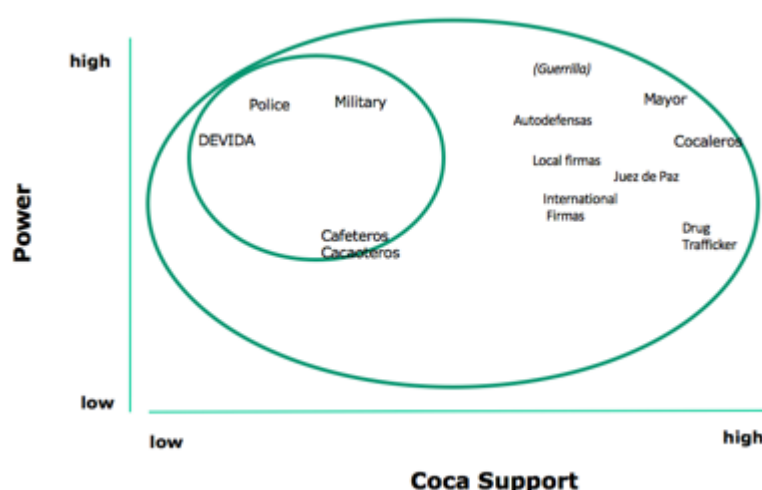 high
(Guerrilla)
Police
Military
Mayor
Autodefensas
DEVIDA
Cocaleros
Local firmas
Juez de Paz
International
Firmas
Power
Cafeteros
Cacaoteros
Drug
Trafficker
low
low
high
Coca Support